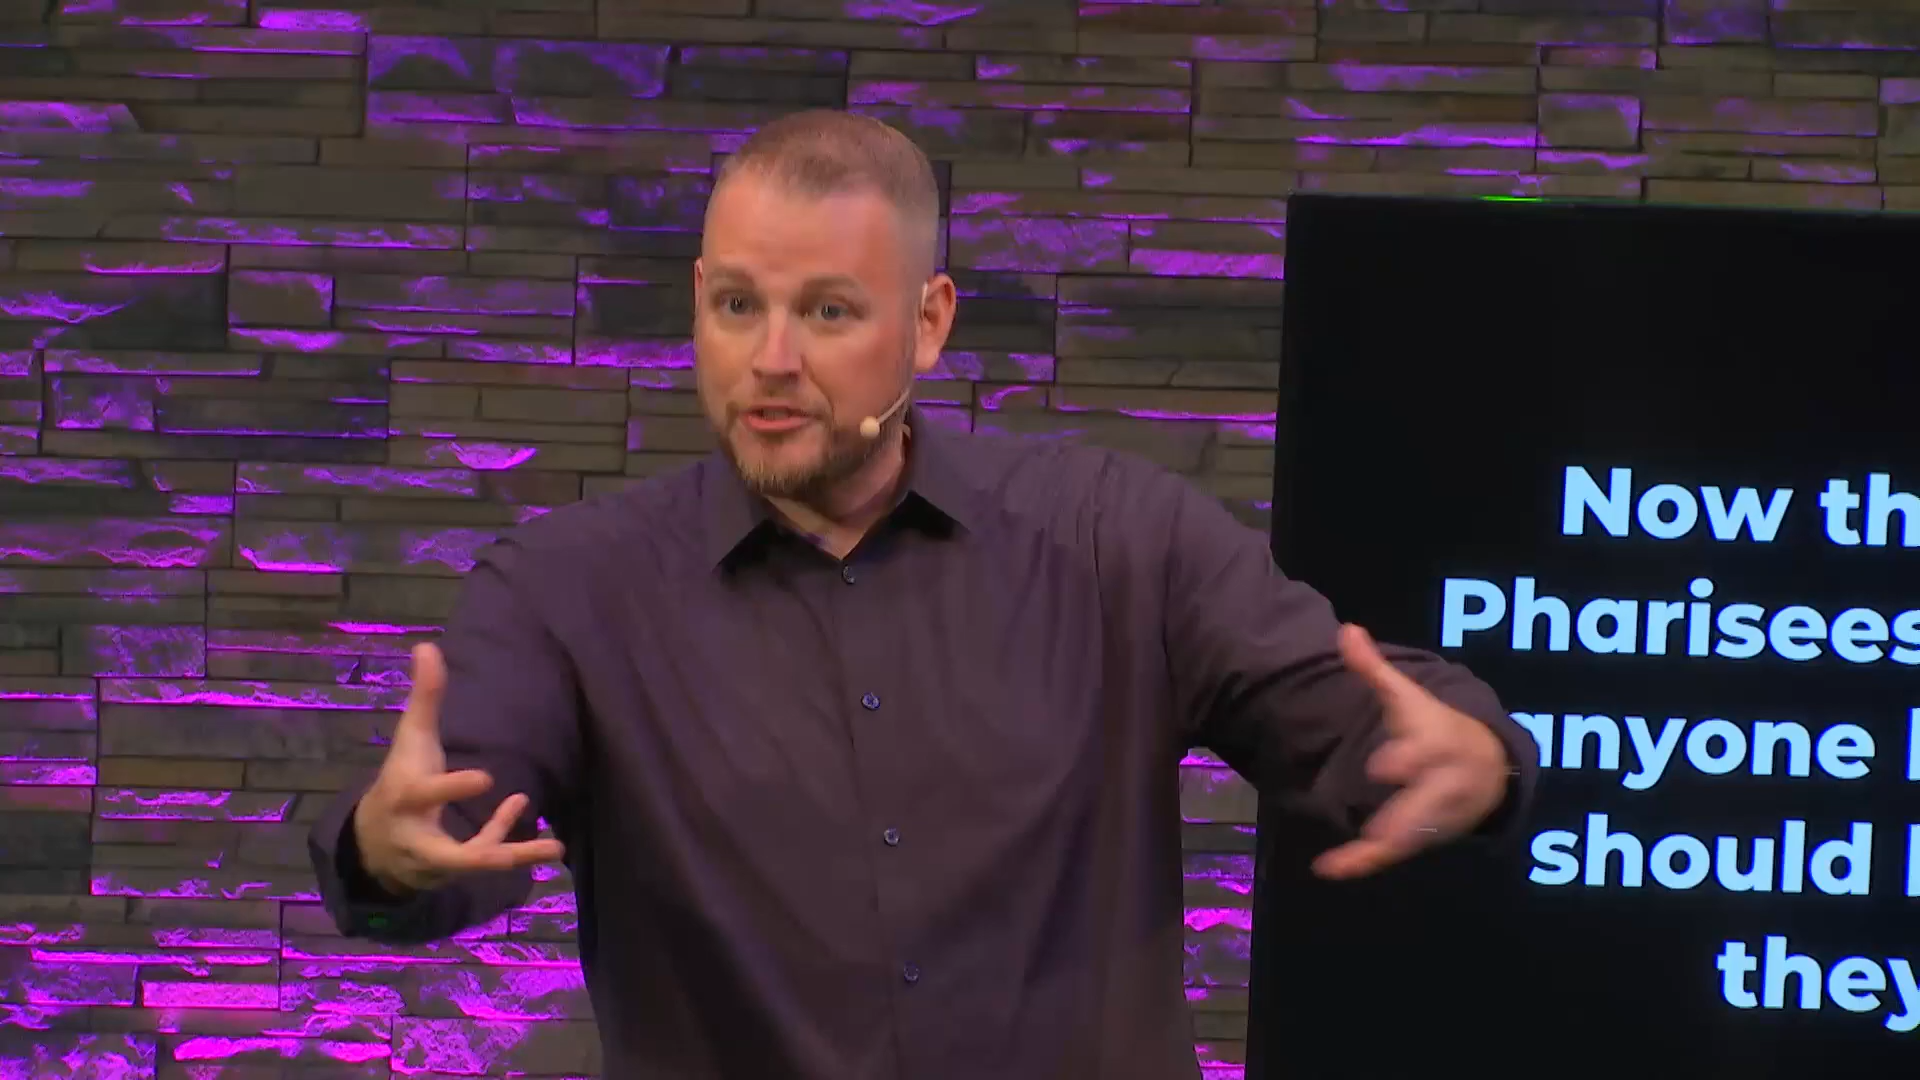 Now th
Pharisees
anyone
should
they